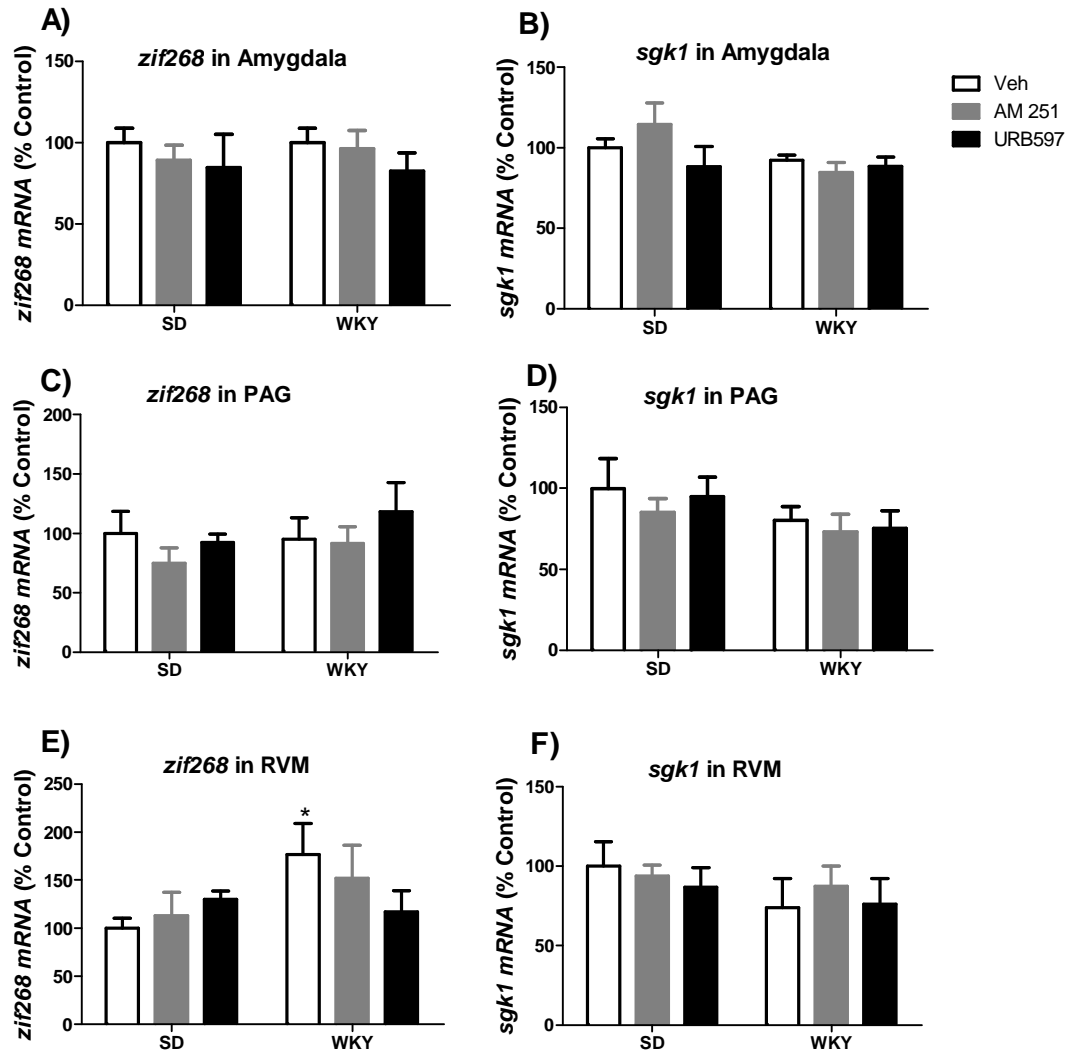 A)
zif268 in Amygdala
zif268 mRNA (% Control)
150
100
50
0
SD
WKY
B)
sgk1 in Amygdala
sgk1 mRNA (% Control)
150
100
50
0
SD
WKY
Veh
AM 251
URB597
C)
zif268 in PAG
zif268 mRNA (% Control)
200
150
100
50
0
SD
WKY
D)
sgk1 in PAG
sgk1 mRNA (% Control)
150
100
50
0
SD
WKY
E)
zif268 in RVM
zif268 mRNA (% Control)
250
200
150
100
50
0
*
SD
WKY
F)
sgk1 in RVM
sgk1 mRNA (% Control)
150
100
50
0
SD
WKY